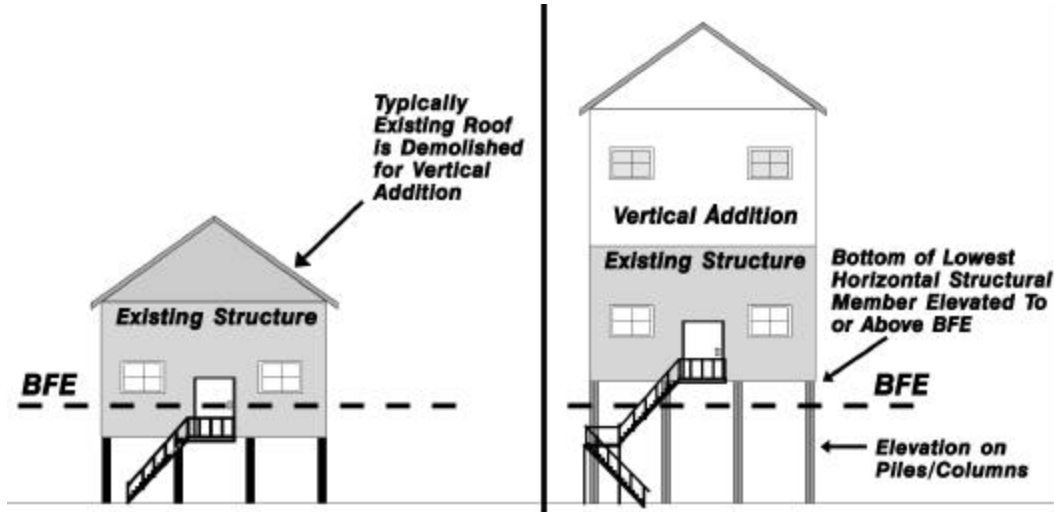 Typically
Existing Roof
is Demolished
for Vertical
Addition
Existing Structure
BFE
Vertical Addition
Existing Structure
Bottom of Lowest
Horizontal Structural
Member Elevated To
or Above BFE
BFE
Elevation on
Piles/Columns